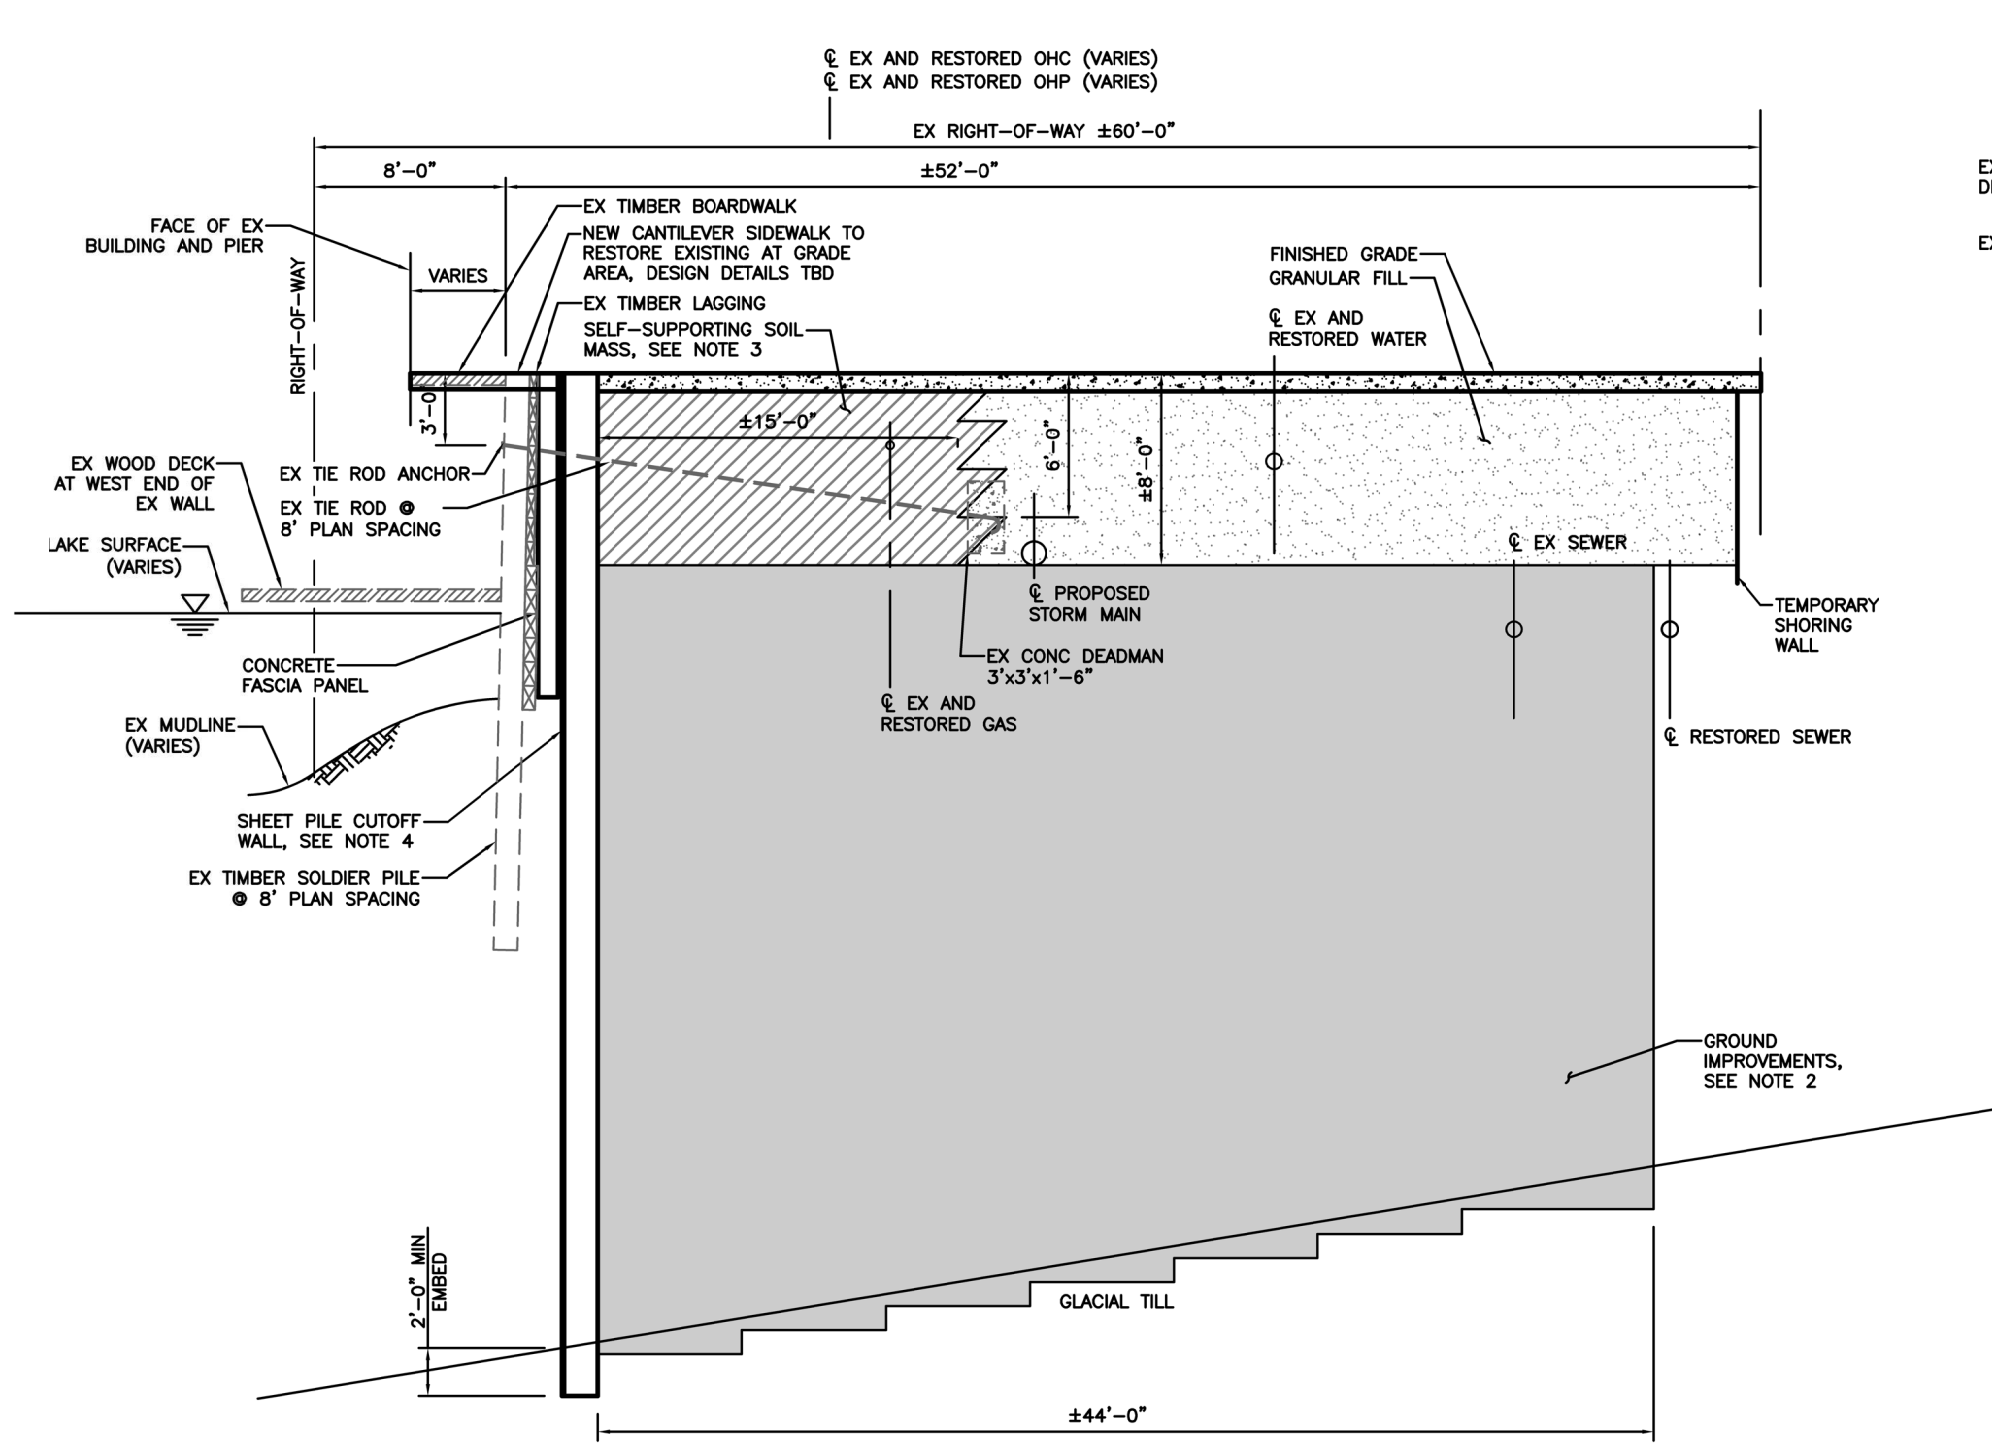 ℄ EX AND RESTORED OHC (VARIES)
℄ EX AND RESTORED OHP (VARIES)
EX RIGHT-OF-WAY ±60'-0"
8'-0"
±52'-0"
EX TIMBER BOARDWALK
FACE OF EX
BUILDING AND PIER
NEW CANTILEVER SIDEWALK TO
RESTORE EXISTING AT GRADE
AREA, DESIGN DETAILS TBD
VARIES
RIGHT-OF-WAY
EX TIMBER LAGGING
SELF-SUPPORTING SOIL
MASS, SEE NOTE 3
FINISHED GRADE
GRANULAR FILL
℄ EX AND
RESTORED WATER
3'-0
±15'-0"
6'-0"
±8'-0"
EX WOOD DECK
AT WEST END OF
EX WALL
EX TIE ROD ANCHOR
EX TIE ROD @
8' PLAN SPACING
LAKE SURFACE
(VARIES)
℄ EX SEWER
℄ PROPOSED
STORM MAIN
TEMPORARY
SHORING
WALL
CONCRETE
FASCIA PANEL
EX CONC DEADMAN
3'x3'x1'-6"
℄ EX AND
RESTORED GAS
EX MUDLINE
(VARIES)
℄ RESTORED SEWER
SHEET PILE CUTOFF
WALL, SEE NOTE 4
EX TIMBER SOLDIER PILE
@ 8' PLAN SPACING
GROUND
IMPROVEMENTS,
SEE NOTE 2
2'-0" MIN
EMBED
GLACIAL TILL
±44'-0"